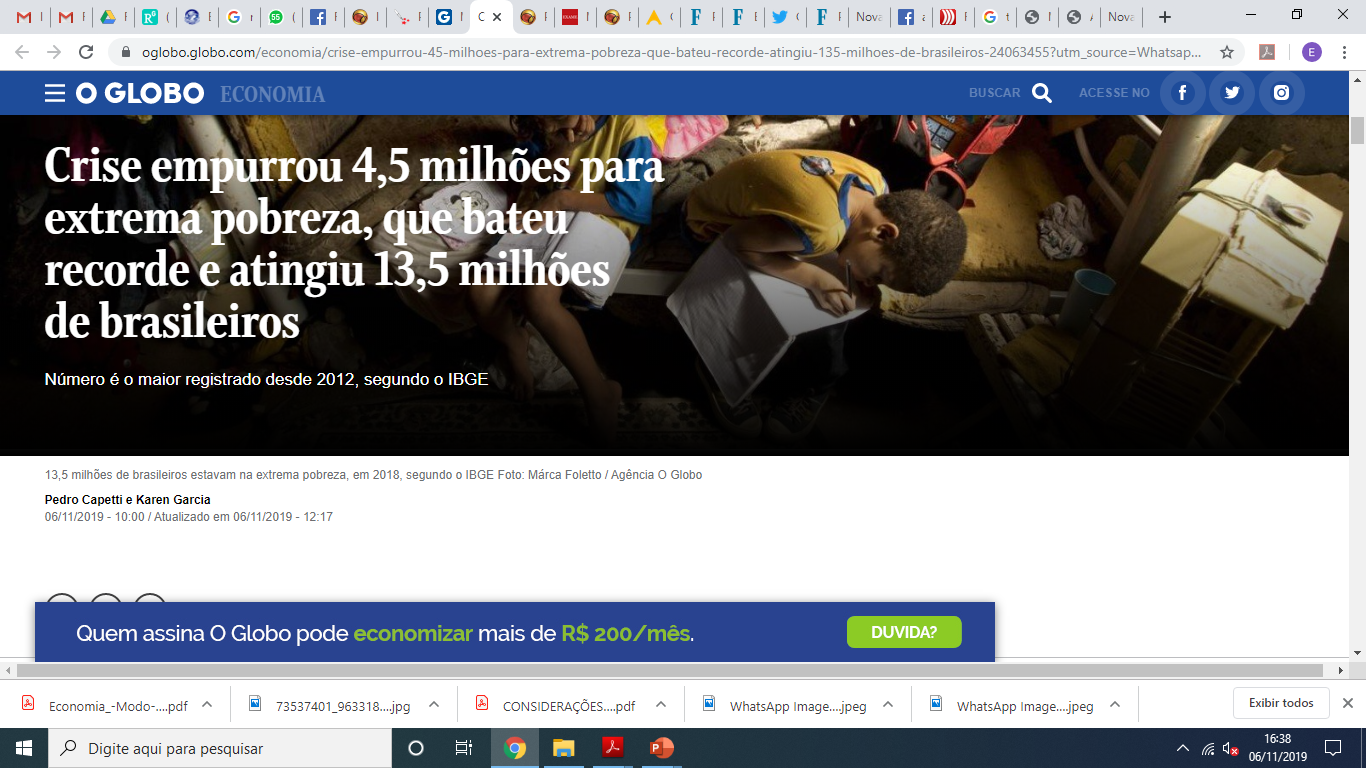 oglobo.globo.com/economia/crise-empurrou-45-milhoes-para-extrema-pobreza-que-bateu-recorde-atingiu-135-milhoes-de-brasileiros-24063455?utm_source=Whatsap...
O GLOBO ECONOMIA BUSCAR ACESSE NO
Crise empurrou 4,5 milhões para
extrema pobreza, que bateu
recorde e atingiu 13,5 milhões
de brasileiros
Número é o maior registrado desde 2012, segundo o IBGE
13,5 milhões de brasileiros estavam na extrema pobreza, em 2018, segundo o IBGE Foto: Márca Foletto / Agência O Globo
Pedro Capetti e Karen Garcia
06/11/2019 - 10:00 / Atualizado em 06/11/2019 - 12:17
Quem assina O Globo pode economizar mais de R$ 200/mês. DUVIDA?
Economia_-Modo-....pdf 73537401_963318....jpg CONSIDERAÇÕES....pdf WhatsApp Image....jpeg WhatsApp Image....jpeg Exibir todos
Digite aqui para pesquisar
16:38
06/11/2019